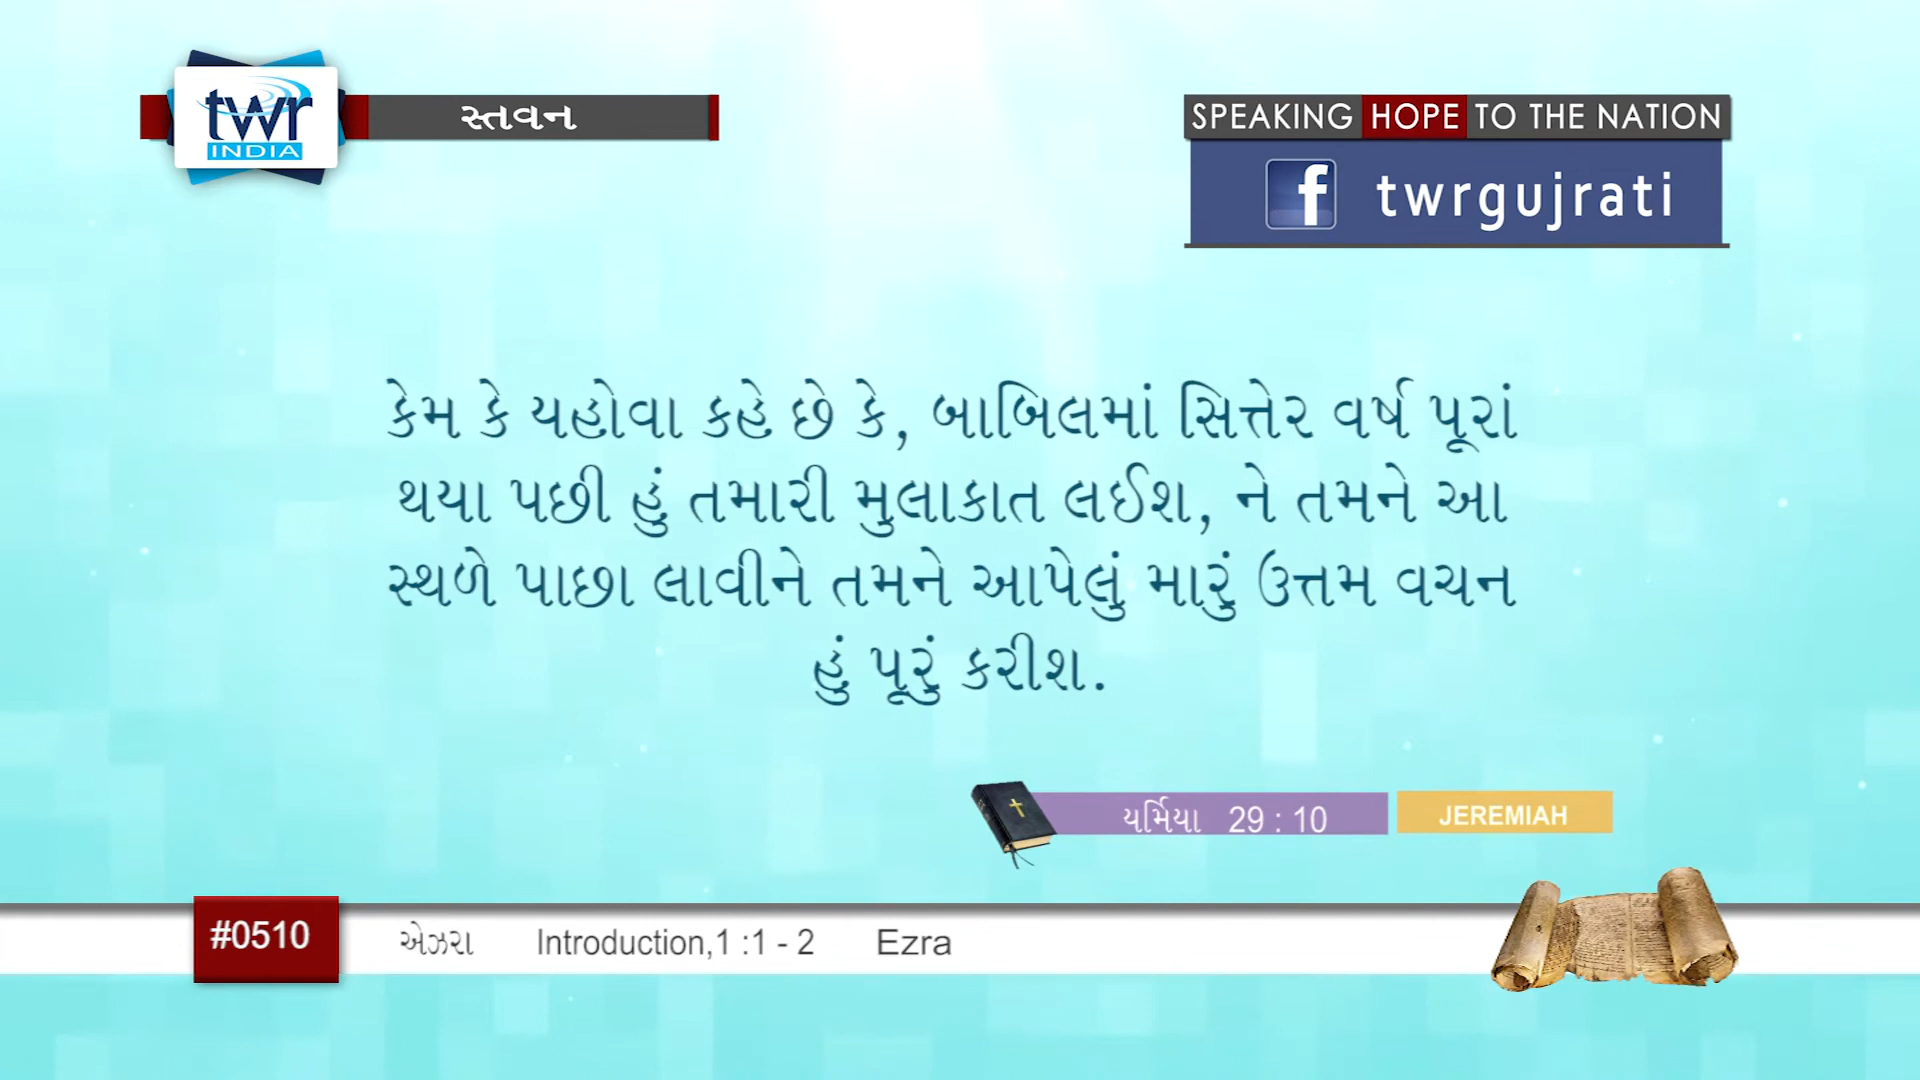 twr
INDIA
સ્તવન
SPEAKING HOPE TO THE NATION
f twrgujrati
કેમ કે યહોવા કહે છે કે, બાબિલમાં સિત્તેર વર્ષ પૂરાં
થયા પછી હું તમારી મુલાકાત લઈશ, ને તમને આ
સ્થળે પાછા લાવીને તમને આપેલું મારું ઉત્તમ વચન
હું પૂરું કરીશ.
યર્મિયા 29 : 10 JEREMIAH
#0510 એઝરા Introduction,1 :1 - 2 Ezra